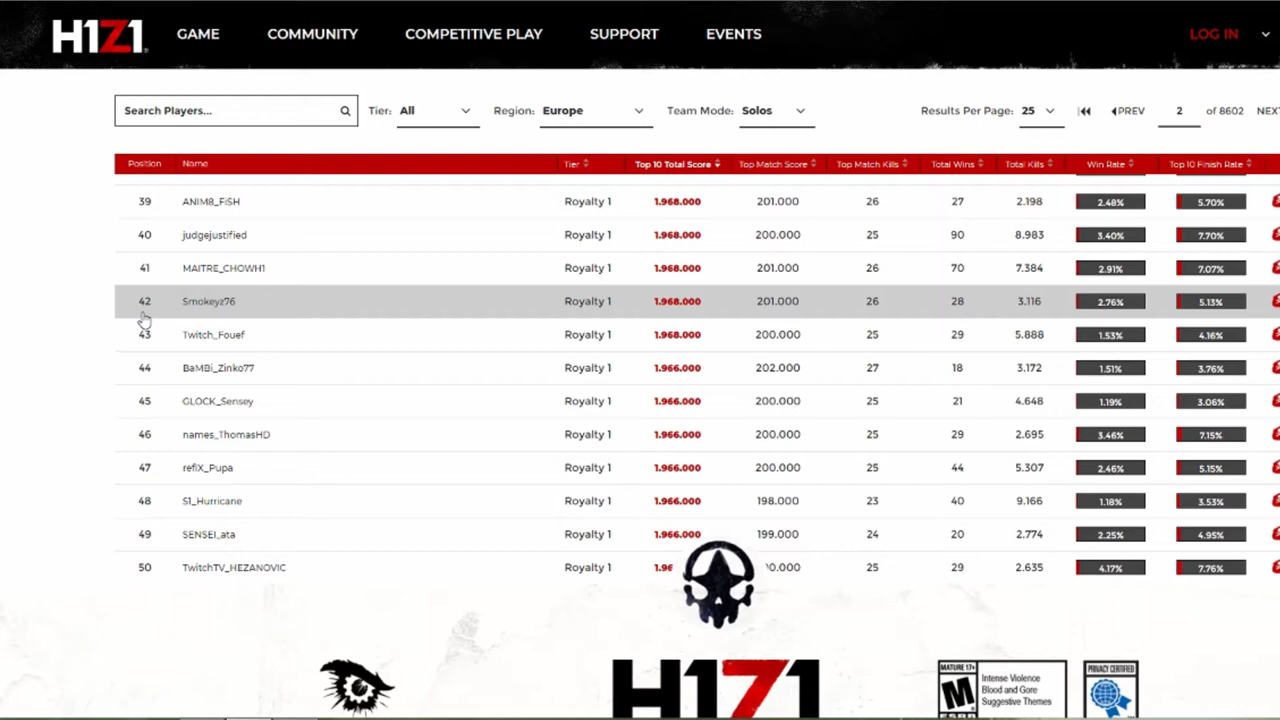 H1Z1 GAME COMMUNITY COMPETITIVE PLAY SUPPORT EVENTS LOG IN
Search Players... Tier: All Region: Europe Team Mode: Solos Results Per Page: 25 PREV 2 of 8602 NEXT
Position Name Tier Top 10 Total Score Top Match Score Top Match Kills Total Wins Total Kills Win Rate Top 10 Finish Rate
39 ANIM8_FiSH Royalty 1 1.968.000 201.000 26 27 2.198 2.48% 5.70%
40 judgejustified Royalty 1 1.968.000 200.000 25 90 8.983 3.40% 7.70%
41 MAITRE_CHOWH1 Royalty 1 1.968.000 201.000 26 70 7.384 2.91% 7.07%
42 Smokeyz76 Royalty 1 1.968.000 201.000 26 28 3.116 2.76% 5.13%
43 Twitch_Fouef Royalty 1 1.968.000 200.000 25 29 5.888 1.53% 4.16%
44 BaMBi_Zinko77 Royalty 1 1.966.000 202.000 27 18 3.172 1.51% 3.76%
45 GLOCK_Sensey Royalty 1 1.966.000 200.000 25 21 4.648 1.19% 3.06%
46 names_ThomasHD Royalty 1 1.966.000 200.000 25 29 2.695 3.46% 7.15%
47 refiX_Pupa Royalty 1 1.966.000 200.000 25 44 5.307 2.46% 5.15%
48 S1_Hurricane Royalty 1 1.966.000 198.000 23 40 9.166 1.18% 3.53%
49 SENSEI_ata Royalty 1 1.966.000 199.000 24 20 2.774 2.25% 4.95%
50 TwitchTV_HEZANOVIC Royalty 1 25 29 2.635 4.17% 7.76%
H1Z1
MATURE 17+
M
Intense Violence
Blood and Gore
Suggestive Themes
ESRB
PRIVACY CERTIFIED